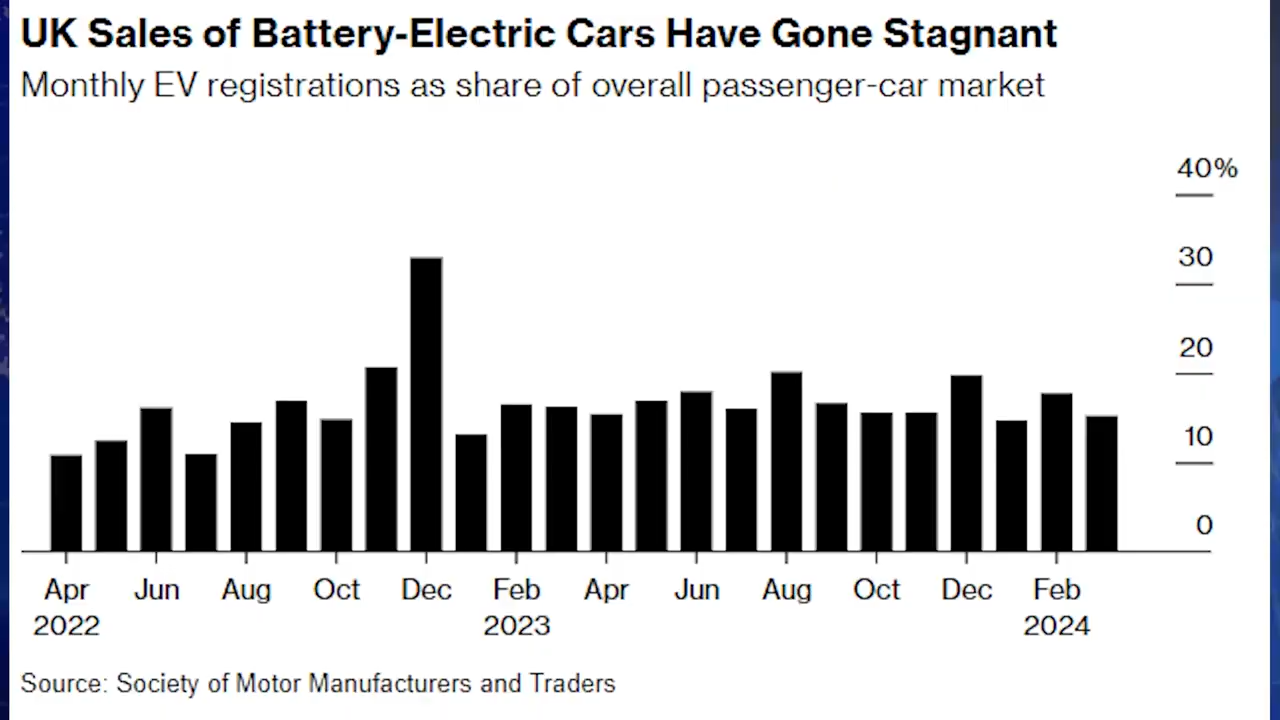 UK Sales of Battery-Electric Cars Have Gone Stagnant
Monthly EV registrations as share of overall passenger-car market
40%
30
20
10
0
Apr Jun Aug Oct Dec Feb Apr Jun Aug Oct Dec Feb
2022 2023 2024
Source: Society of Motor Manufacturers and Traders